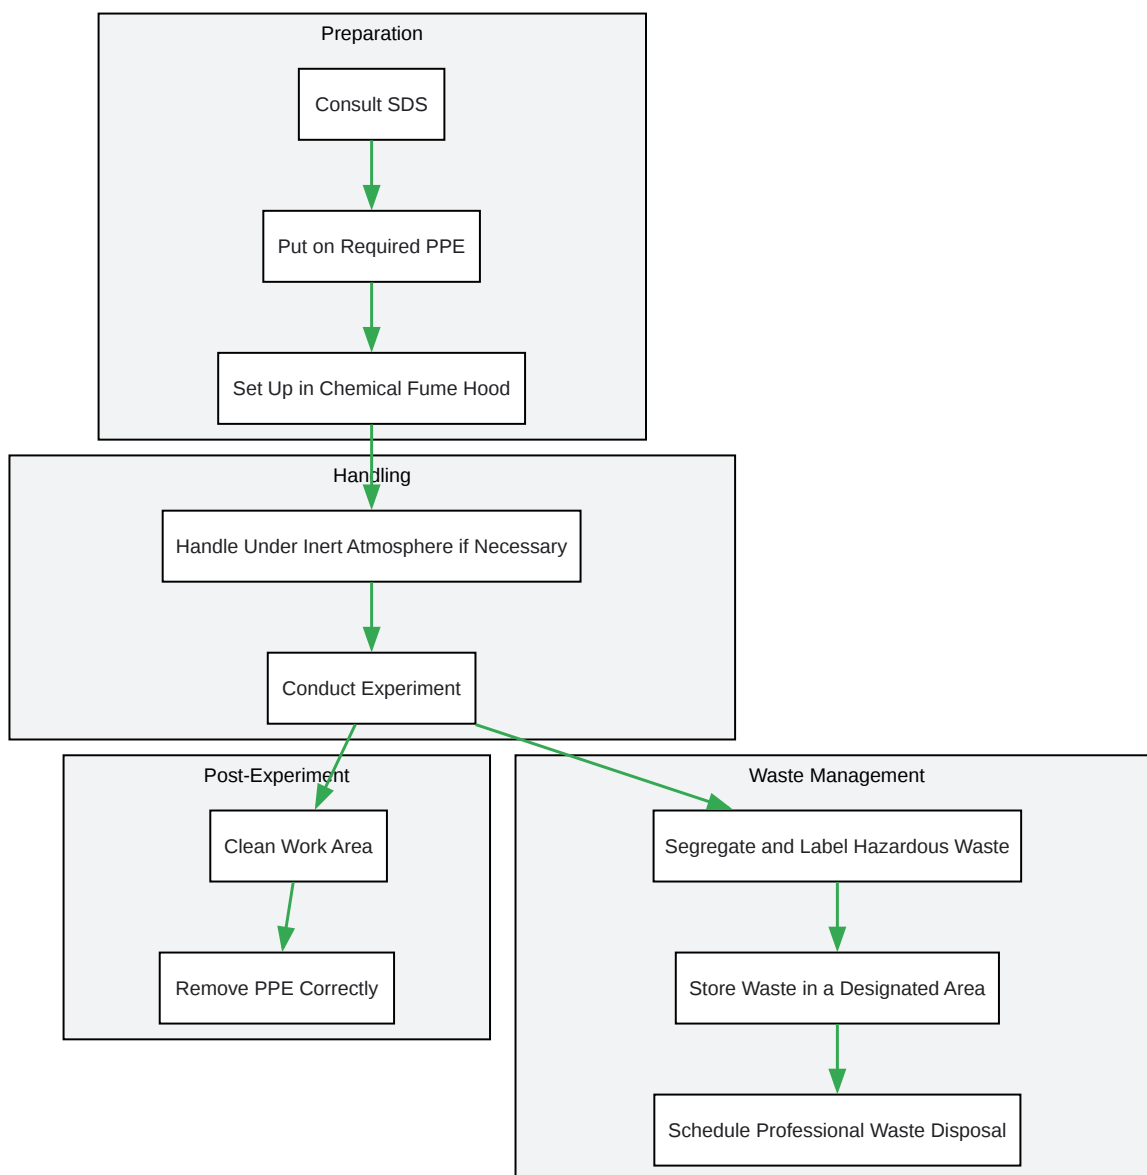 Preparation
Consult SDS
Put on Required PPE
Set Up in Chemical Fume Hood
Handling
Handle Under Inert Atmosphere if Necessary
Conduct Experiment
Post-Experiment
Clean Work Area
Remove PPE Correctly
Waste Management
Segregate and Label Hazardous Waste
Store Waste in a Designated Area
Schedule Professional Waste Disposal